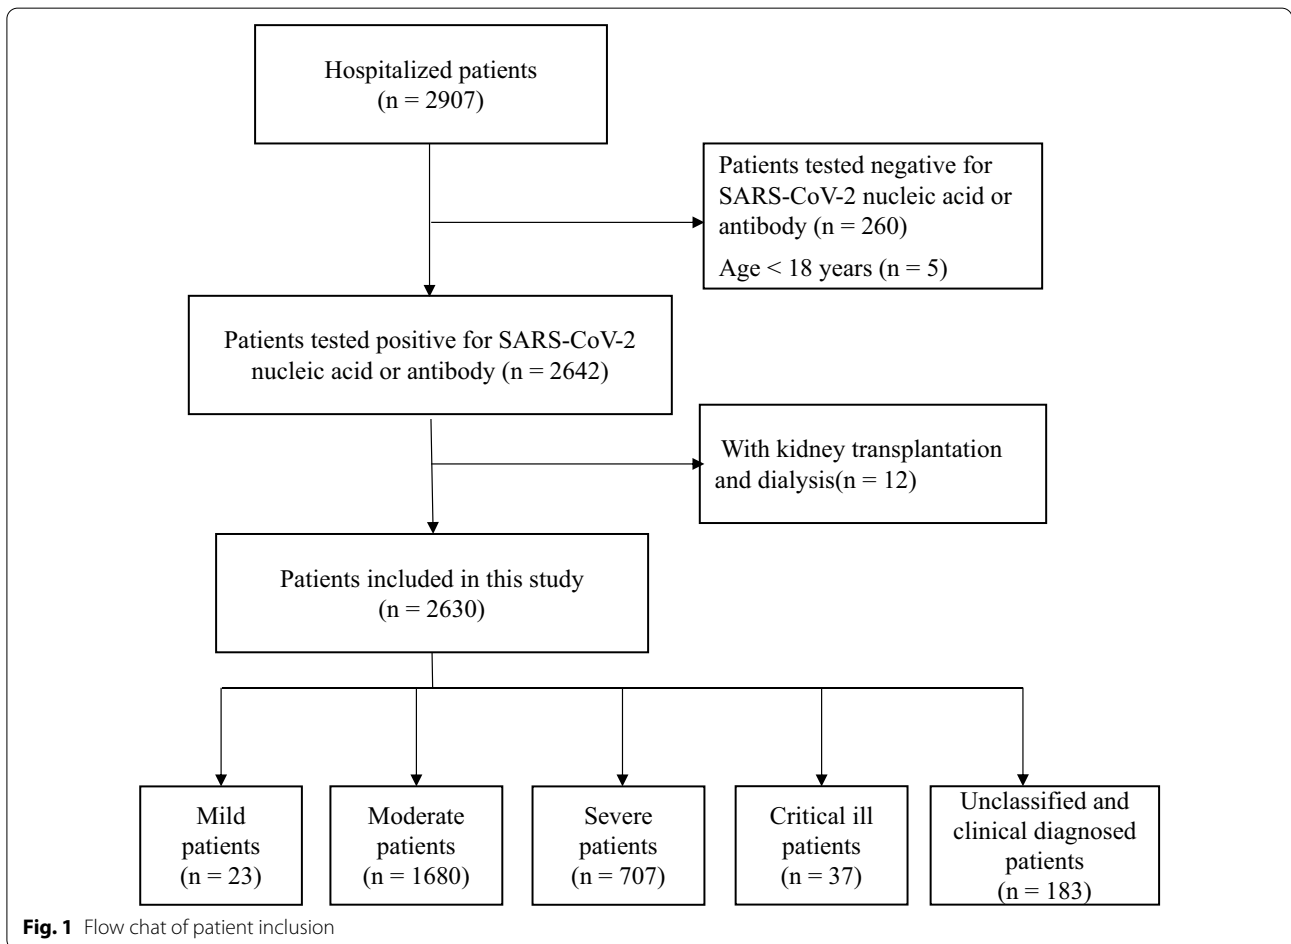 Hospitalized patients
(n = 2907)
Patients tested negative for
SARS-CoV-2 nucleic acid or
antibody (n = 260)
Age < 18 years (n = 5)
Patients tested positive for SARS-CoV-2
nucleic acid or antibody (n = 2642)
With kidney transplantation
and dialysis(n = 12)
Patients included in this study
(n = 2630)
Mild
patients
(n = 23)
Moderate
patients
(n = 1680)
Severe
patients
(n = 707)
Critical ill
patients
(n = 37)
Unclassified and
clinical diagnosed
patients
(n = 183)
Fig. 1 Flow chat of patient inclusion